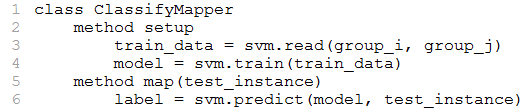 1 class ClassifyMapper
2 method setup
3 train_data = svm.read(group_i, group_j)
4 model = svm.train(train_data)
5 method map(test_instance)
6 label = svm.predict(model, test_instance)